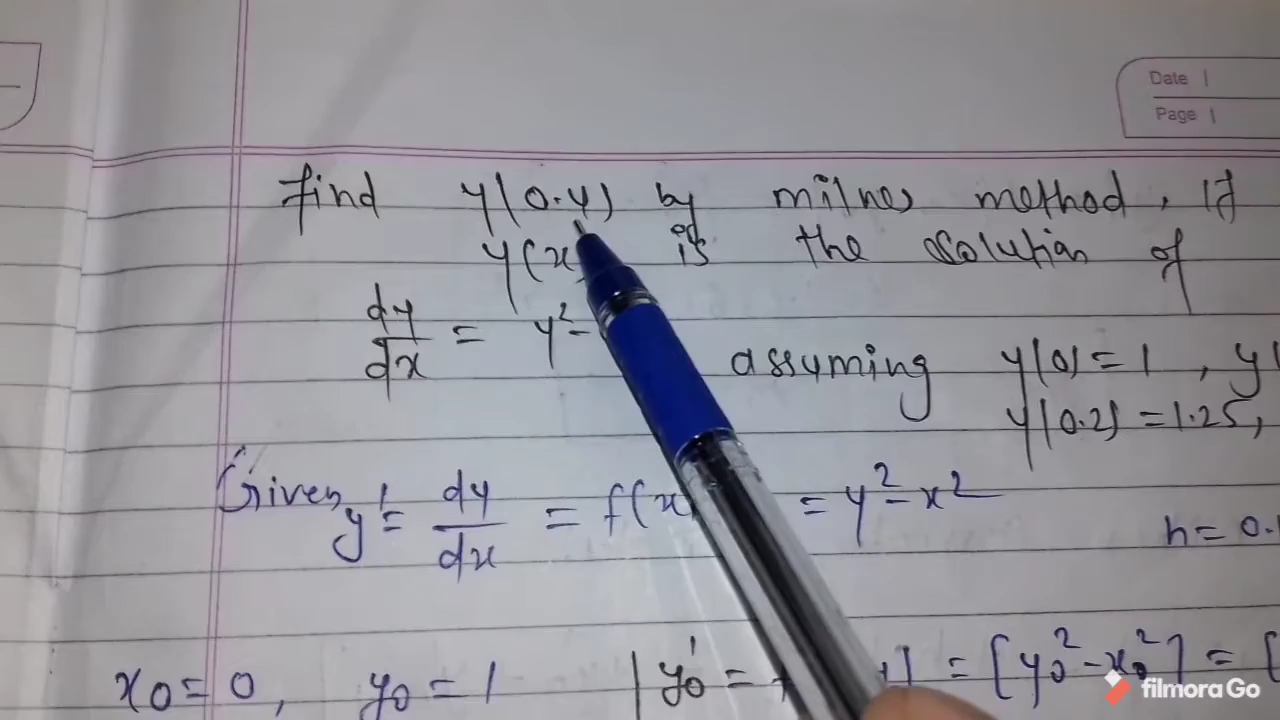 Date
Page
find y(0.4) by milnes method, If
y(x) is the solution of
dy/dx = y²- assuming y(0)=1, y(
y(0.2)=1.25,
Given y' = dy/dx = f(x = y²-x²
h=0.
x0=0, y0=1 y0' = y] = [y0²-x0²] = [
filmora Go